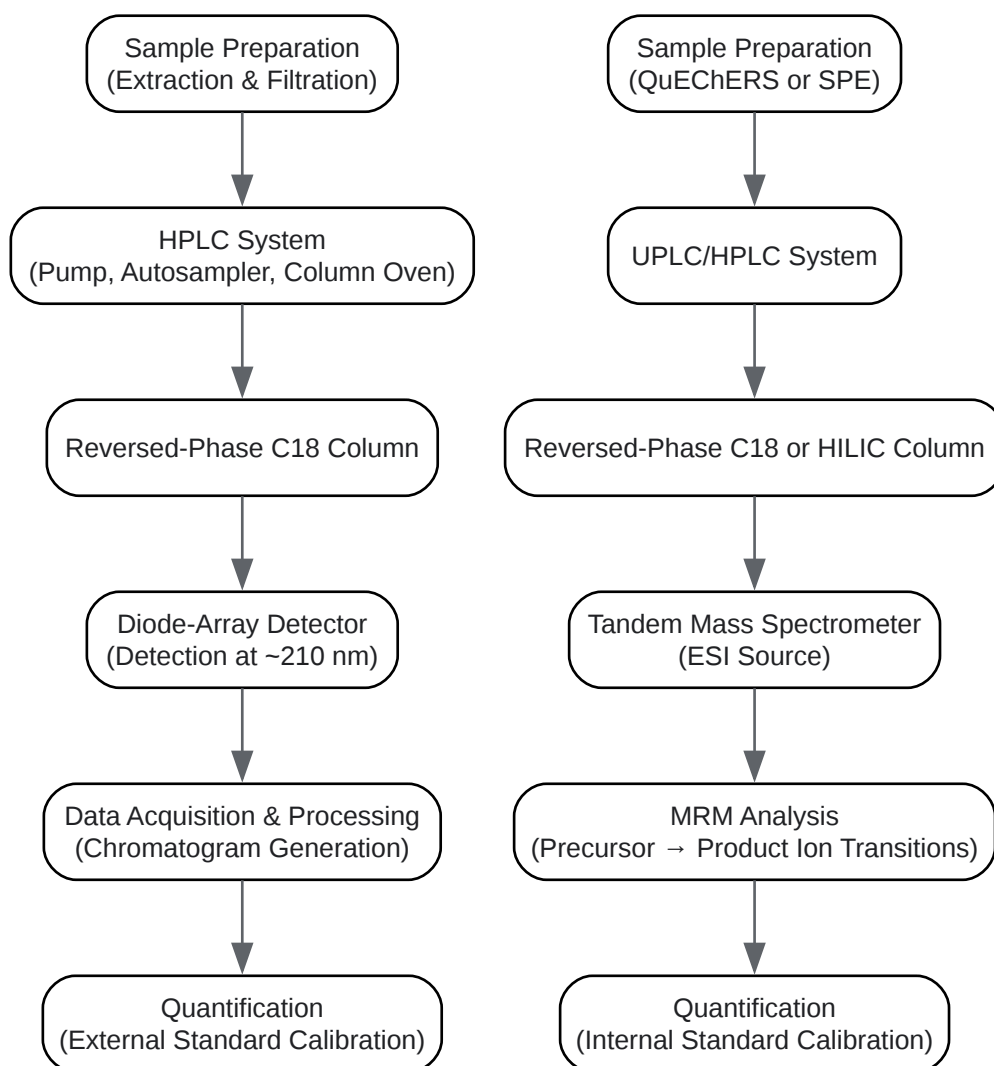 Sample Preparation
(Extraction & Filtration)
HPLC System
(Pump, Autosampler, Column Oven)
Reversed-Phase C18 Column
Diode-Array Detector
(Detection at ~210 nm)
Data Acquisition & Processing
(Chromatogram Generation)
Quantification
(External Standard Calibration)
Sample Preparation
(QuEChERS or SPE)
UPLC/HPLC System
Reversed-Phase C18 or HILIC Column
Tandem Mass Spectrometer
(ESI Source)
MRM Analysis
(Precursor → Product Ion Transitions)
Quantification
(Internal Standard Calibration)